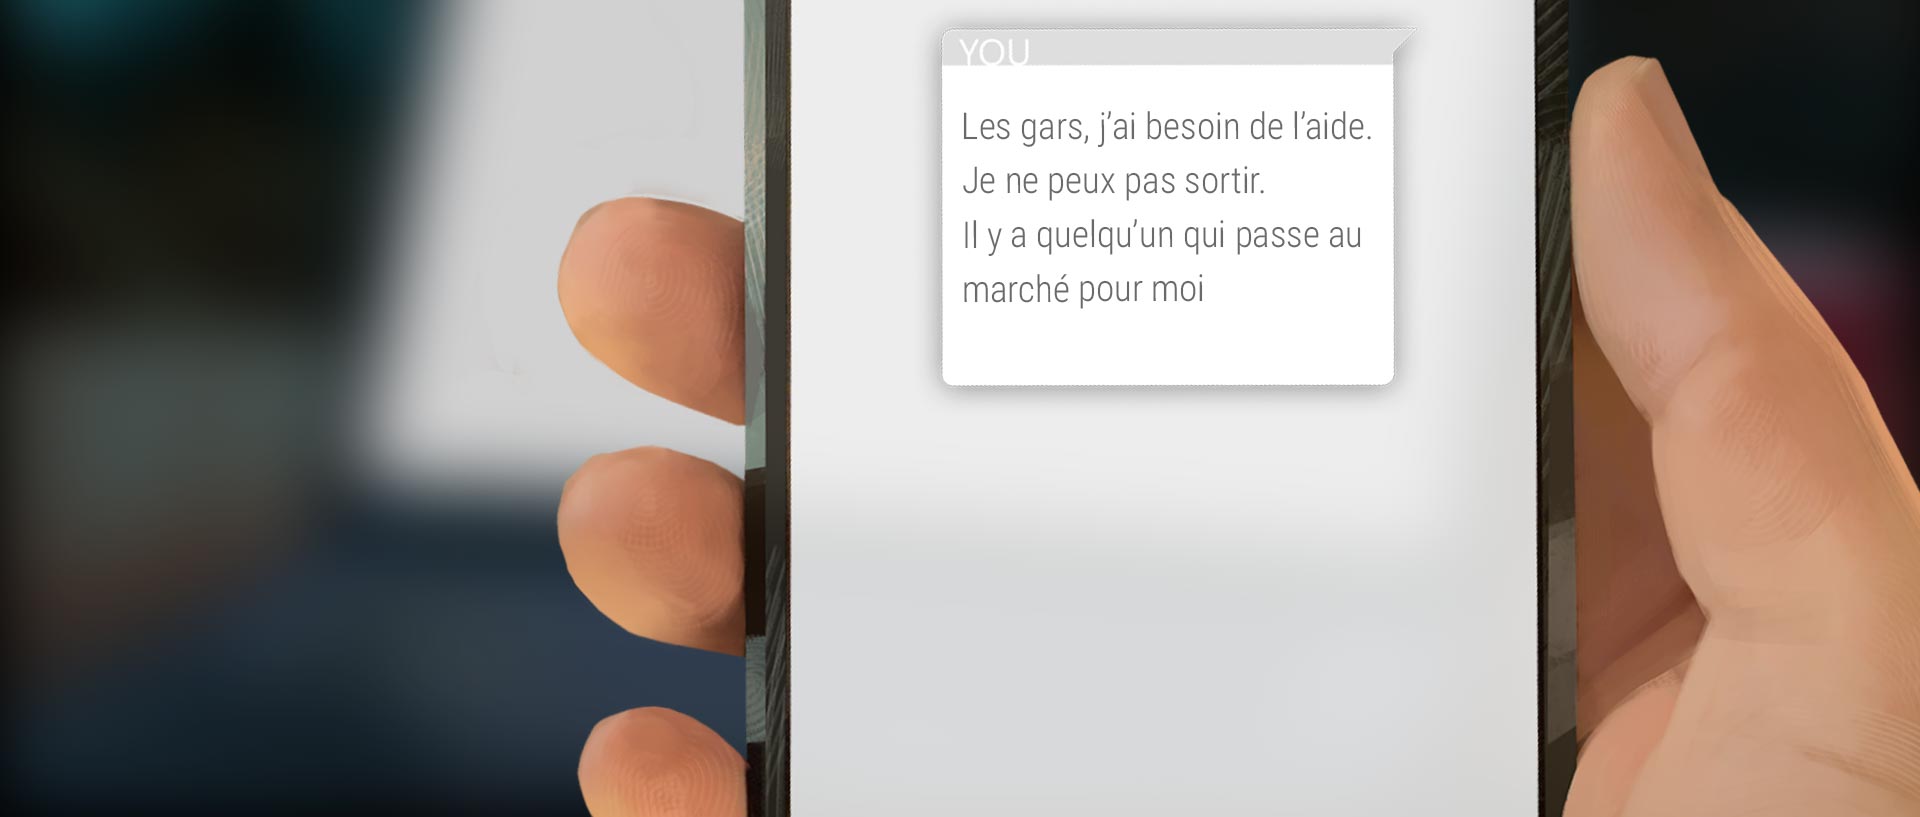 YOU
Les gars, j’ai besoin de l’aide.
Je ne peux pas sortir.
Il y a quelqu’un qui passe au
marché pour moi